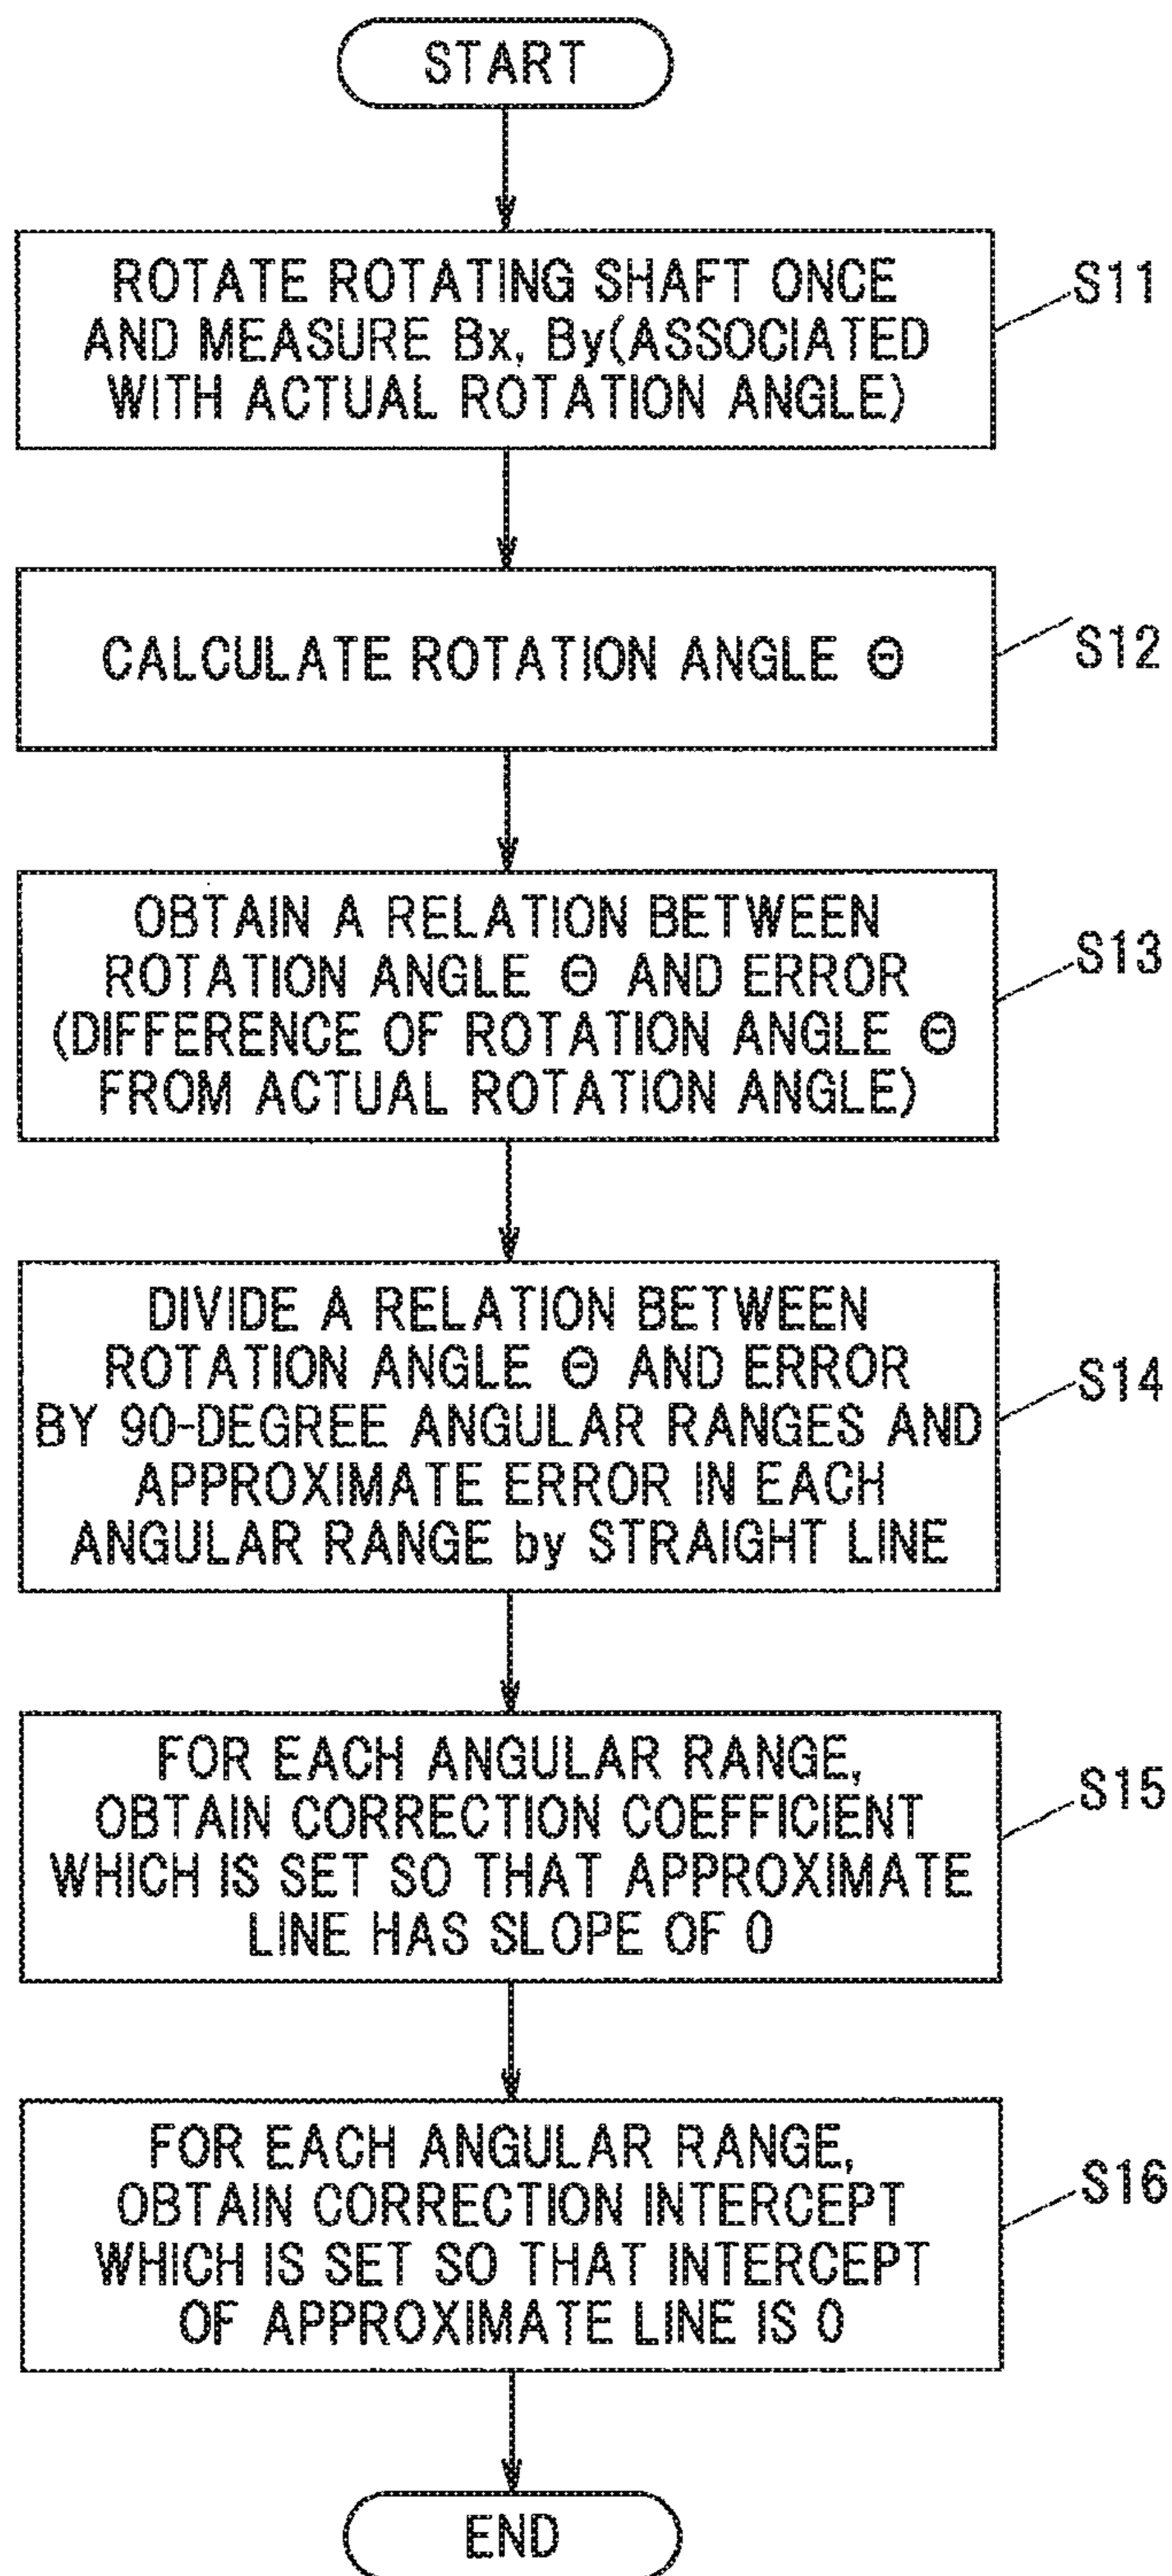 START
ROTATE ROTATING SHAFT ONCE
AND MEASURE Bx, By(ASSOCIATED
WITH ACTUAL ROTATION ANGLE)
S11
CALCULATE ROTATION ANGLE Θ
S12
OBTAIN A RELATION BETWEEN
ROTATION ANGLE Θ AND ERROR
(DIFFERENCE OF ROTATION ANGLE Θ
FROM ACTUAL ROTATION ANGLE)
S13
DIVIDE A RELATION BETWEEN
ROTATION ANGLE Θ AND ERROR
BY 90-DEGREE ANGULAR RANGES AND
APPROXIMATE ERROR IN EACH
ANGULAR RANGE by STRAIGHT LINE
S14
FOR EACH ANGULAR RANGE,
OBTAIN CORRECTION COEFFICIENT
WHICH IS SET SO THAT APPROXIMATE
LINE HAS SLOPE OF 0
S15
FOR EACH ANGULAR RANGE,
OBTAIN CORRECTION INTERCEPT
WHICH IS SET SO THAT INTERCEPT
OF APPROXIMATE LINE IS 0
S16
END